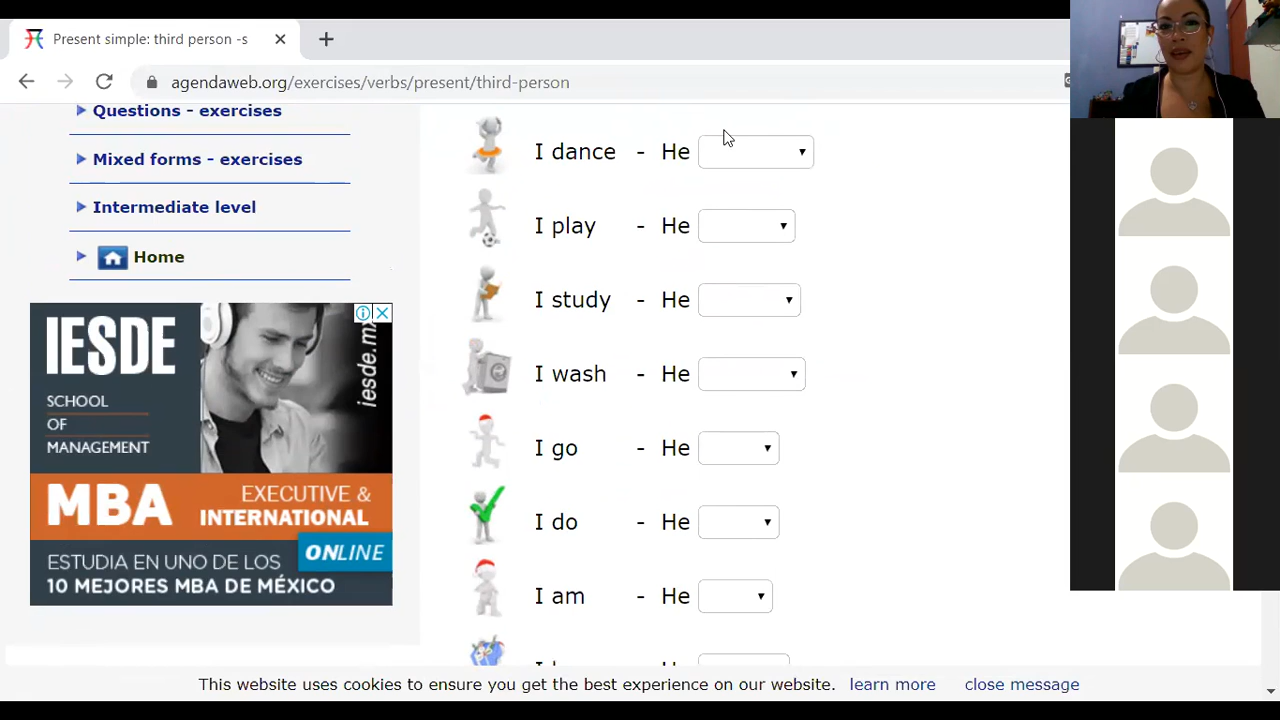 Present simple: third person -s
agendaweb.org/exercises/verbs/present/third-person
Questions - exercises
Mixed forms - exercises
Intermediate level
Home
IESDE
SCHOOL
OF
MANAGEMENT
iesde.mx
MBA
EXECUTIVE &
INTERNATIONAL
ESTUDIA EN UNO DE LOS
10 MEJORES MBA DE MÉXICO
ONLINE
I dance - He
I play - He
I study - He
I wash - He
I go - He
I do - He
I am - He
This website uses cookies to ensure you get the best experience on our website. learn more close message